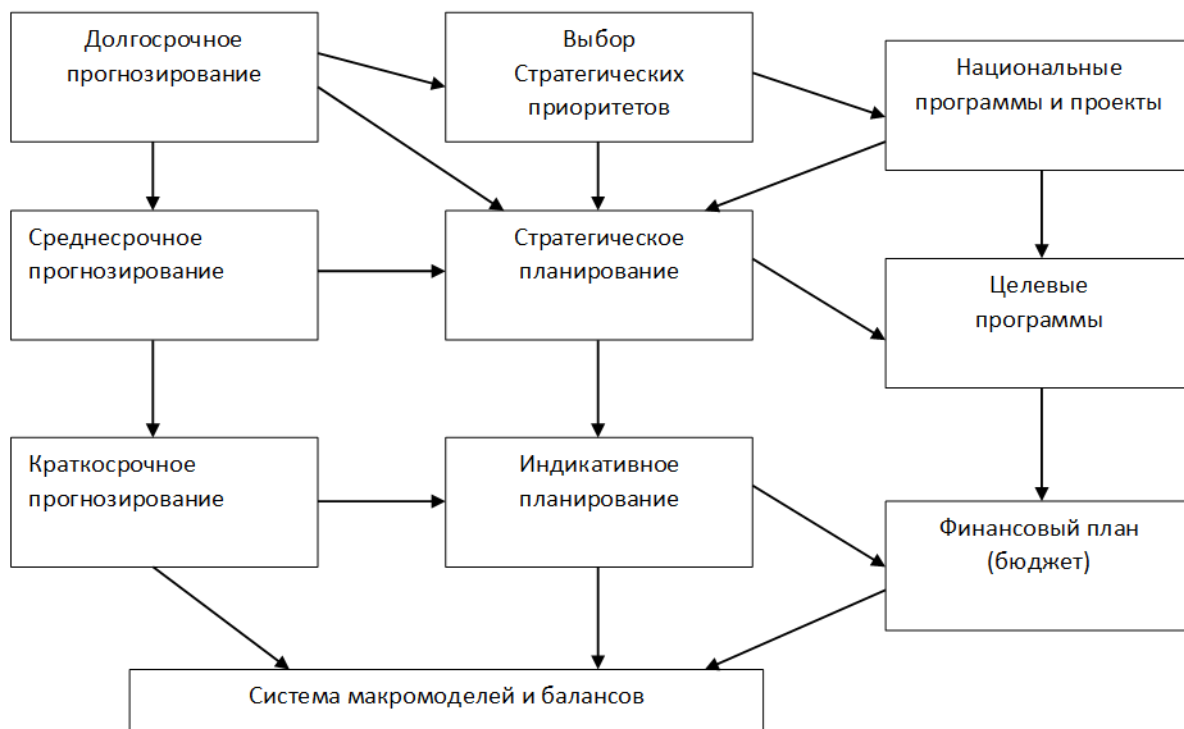 Долгосрочное
прогнозирование
Выбор
Стратегических
приоритетов
Национальные
программы и проекты
Среднесрочное
прогнозирование
Стратегическое
планирование
Целевые
программы
Краткосрочное
прогнозирование
Индикативное
планирование
Финансовый план
(бюджет)
Система макромоделей и балансов